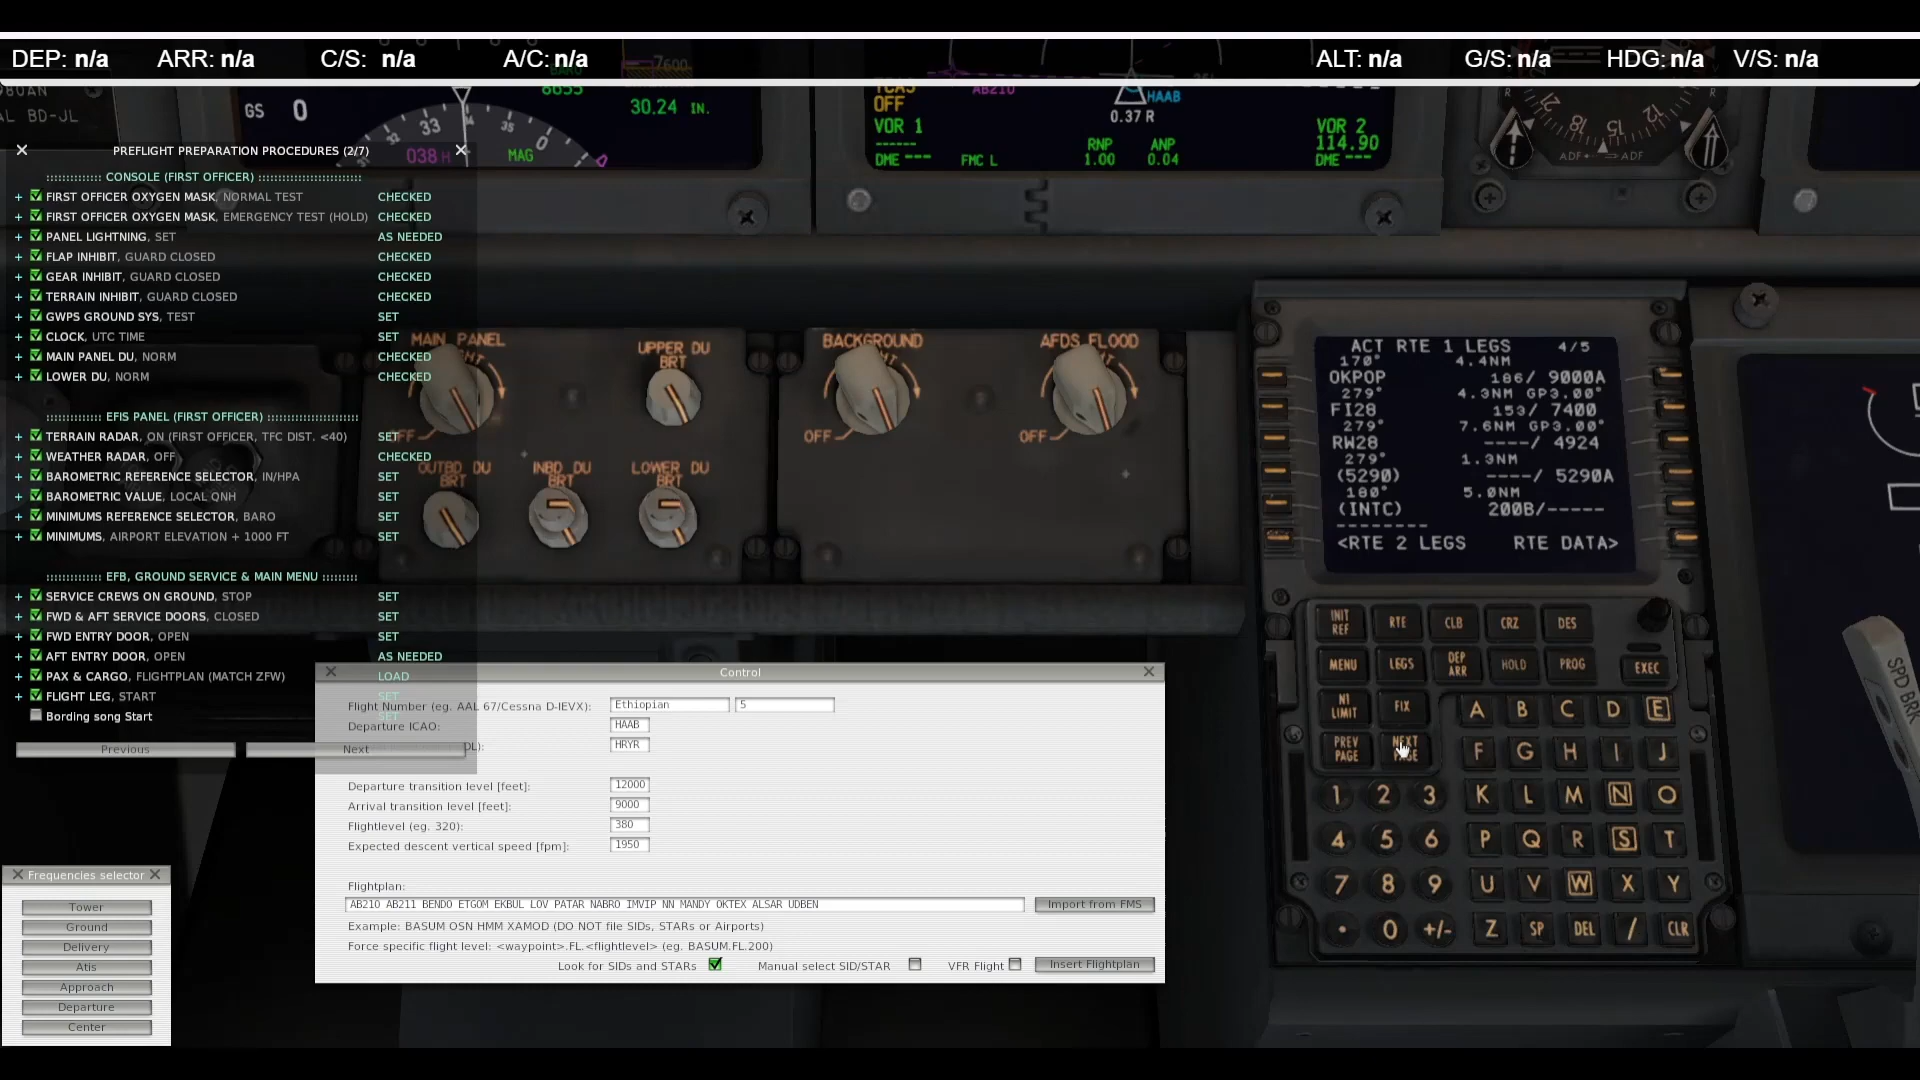 DEP: n/a ARR: n/a C/S: n/a A/C: n/a ALT: n/a G/S: n/a HDG: n/a V/S: n/a
AL BD-JL
GS 0
33
35
0
038 H
MAG
7600
30.24 IN.
OFF
VOR 1
DME
FMC L
AB210
HAAB
0.37 R
RNP
1.00
ANP
0.04
VOR 2
114.90
DME
R
R
21
18
15
12
ADF
ADF
PREFLIGHT PREPARATION PROCEDURES (2/7)
CONSOLE (FIRST OFFICER)
+ FIRST OFFICER OXYGEN MASK, NORMAL TEST CHECKED
+ FIRST OFFICER OXYGEN MASK, EMERGENCY TEST (HOLD) CHECKED
+ PANEL LIGHTNING, SET AS NEEDED
+ FLAP INHIBIT, GUARD CLOSED CHECKED
+ GEAR INHIBIT, GUARD CLOSED CHECKED
+ TERRAIN INHIBIT, GUARD CLOSED CHECKED
+ GWPS GROUND SYS, TEST SET
+ CLOCK, UTC TIME SET
+ MAIN PANEL DU, NORM CHECKED
+ LOWER DU, NORM CHECKED
EFIS PANEL (FIRST OFFICER)
+ TERRAIN RADAR, ON (FIRST OFFICER, TFC DIST. <40) SET
+ WEATHER RADAR, OFF CHECKED
+ BAROMETRIC REFERENCE SELECTOR, IN/HPA SET
+ BAROMETRIC VALUE, LOCAL QNH SET
+ MINIMUMS REFERENCE SELECTOR, BARO SET
+ MINIMUMS, AIRPORT ELEVATION + 1000 FT SET
EFB, GROUND SERVICE & MAIN MENU
+ SERVICE CREWS ON GROUND, STOP SET
+ FWD & AFT SERVICE DOORS, CLOSED SET
+ FWD ENTRY DOOR, OPEN SET
+ AFT ENTRY DOOR, OPEN AS NEEDED
+ PAX & CARGO, FLIGHTPLAN (MATCH ZFW) LOAD
+ FLIGHT LEG, START SET
Bording song Start SET
Previous Next
MAIN PANEL
UPPER DU
BRT
BACKGROUND
AFDS FLOOD
OFF
OFF
OFF
OUTBD DU
BRT
INBD DU
BRT
LOWER DU
BRT
ACT RTE 1 LEGS 4/5
170° 4.4NM
OKPOP 186/ 9000A
279° 4.3NM GP3.00°
FI28 153/ 7400
279° 7.6NM GP3.00°
RW28 ----/ 4924
279° 1.3NM
(5290) ----/ 5290A
180° 5.0NM
(INTC) 200B/-----
--------
<RTE 2 LEGS RTE DATA>
INIT REF RTE CLB CRZ DES
MENU LEGS DEP ARR HOLD PROG EXEC
N1 LIMIT FIX A B C D E
PREV PAGE NEXT PAGE F G H I J
1 2 3 K L M N O
4 5 6 P Q R S T
7 8 9 U V W X Y
. 0 +/- Z SP DEL / CLR
SPD BRK
Control
Flight Number (eg. AAL 67/Cessna D-IEVX): Ethiopian 5
Departure ICAO: HAAB
HRYR
Departure transition level [feet]: 12000
Arrival transition level [feet]: 9000
Flightlevel (eg. 320): 380
Expected descent vertical speed [fpm]: 1950
Flightplan:
AB210 AB211 BENDO ETGOM EKBUL LOV PATAR NABRO IMVIP NN MANDY OKTEX ALSAR UDBEN Import from FMS
Example: BASUM OSN HMM XAMOD (DO NOT file SIDs, STARs or Airports)
Force specific flight level: <waypoint>.FL.<flightlevel> (eg. BASUM.FL.200)
Look for SIDs and STARs Manual select SID/STAR VFR Flight Insert Flightplan
Frequencies selector
Tower
Ground
Delivery
Atis
Approach
Departure
Center